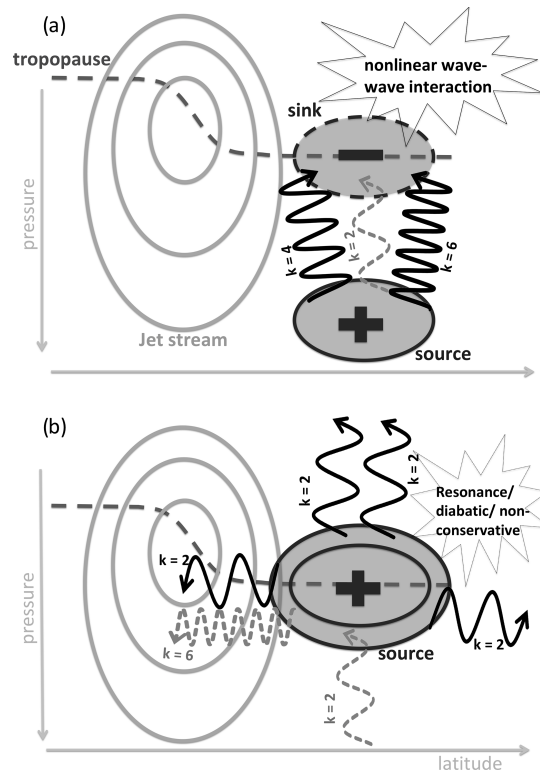 (a)
tropopause
nonlinear wave-
wave interaction
sink
pressure
k = 4
k = 2
k = 6
Jet stream
source
(b)
k = 2
k = 2
Resonance/
diabatic/ non-
conservative
k = 2
pressure
k = 6
source
k = 2
k = 2
latitude